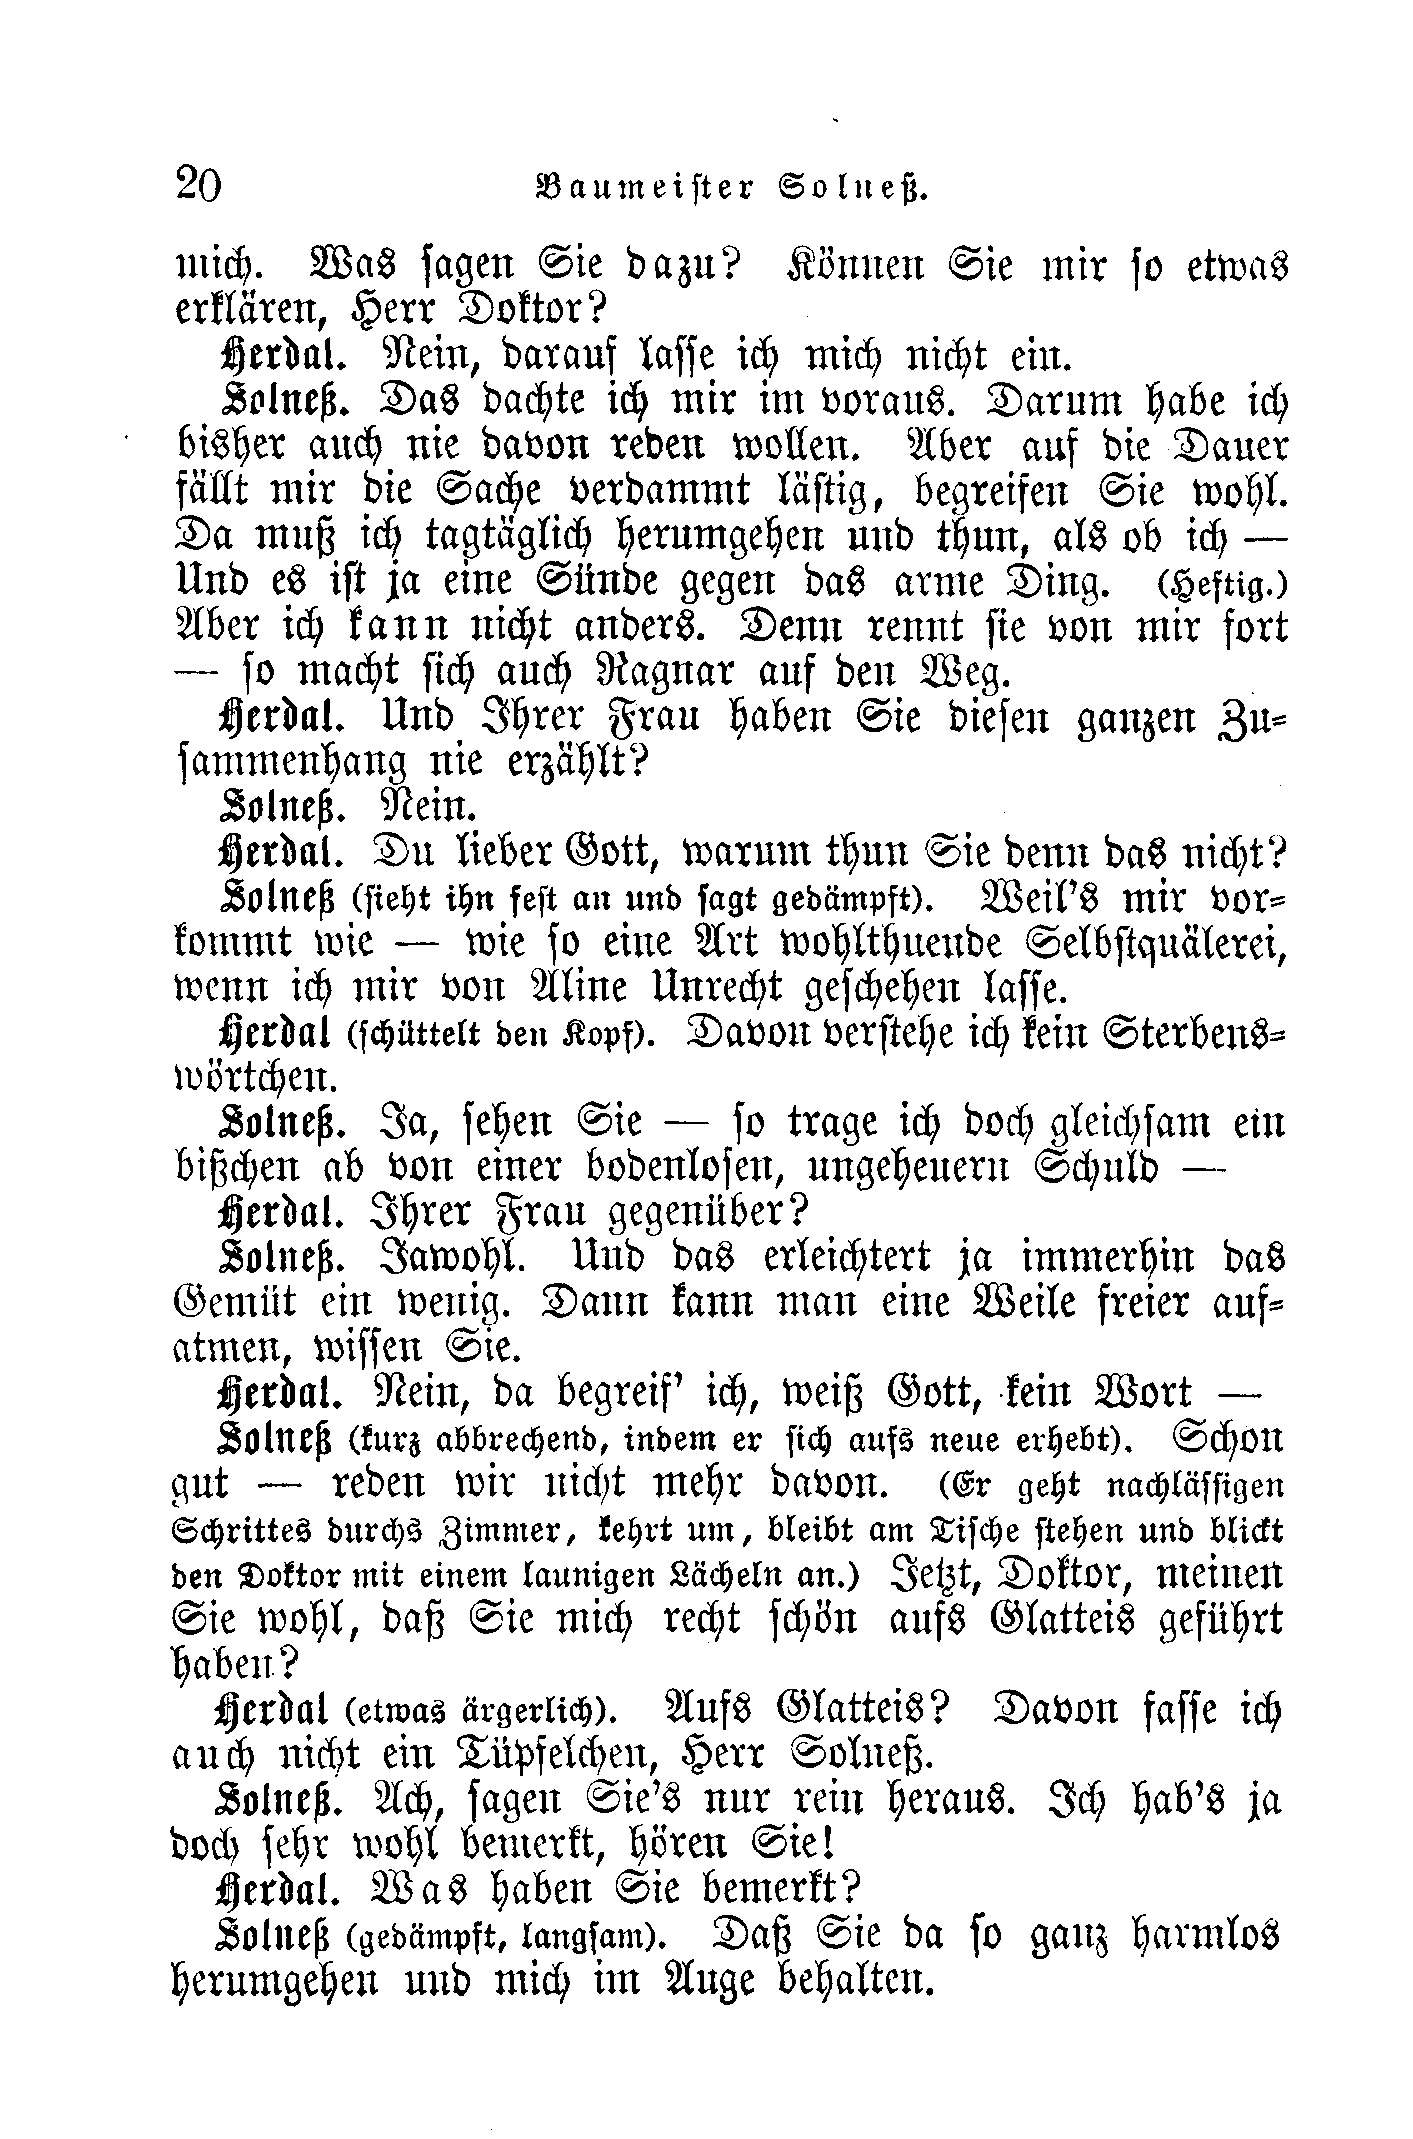 20 Baumeister Solneß.
mich. Was sagen Sie dazu? Können Sie mir so etwas
erklären, Herr Doktor?
Herdal. Nein, darauf lasse ich mich nicht ein.
Solneß. Das dachte ich mir im voraus. Darum habe ich
bisher auch nie davon reden wollen. Aber auf die Dauer
fällt mir die Sache verdammt lästig, begreifen Sie wohl.
Da muß ich tagtäglich herumgehen und thun, als ob ich —
Und es ist ja eine Sünde gegen das arme Ding. (Heftig.)
Aber ich kann nicht anders. Denn rennt sie von mir fort
— so macht sich auch Ragnar auf den Weg.
Herdal. Und Ihrer Frau haben Sie diesen ganzen Zu-
sammenhang nie erzählt?
Solneß. Nein.
Herdal. Du lieber Gott, warum thun Sie denn das nicht?
Solneß (sieht ihn fest an und sagt gedämpft). Weil's mir vor-
kommt wie — wie so eine Art wohlthuende Selbstquälerei,
wenn ich mir von Aline Unrecht geschehen lasse.
Herdal (schüttelt den Kopf). Davon verstehe ich kein Sterbens-
wörtchen.
Solneß. Ja, sehen Sie — so trage ich doch gleichsam ein
bißchen ab von einer bodenlosen, ungeheuern Schuld —
Herdal. Ihrer Frau gegenüber?
Solneß. Jawohl. Und das erleichtert ja immerhin das
Gemüt ein wenig. Dann kann man eine Weile freier auf-
atmen, wissen Sie.
Herdal. Nein, da begreif' ich, weiß Gott, kein Wort —
Solneß (kurz abbrechend, indem er sich aufs neue erhebt). Schon
gut — reden wir nicht mehr davon. (Er geht nachlässigen
Schrittes durchs Zimmer, kehrt um, bleibt am Tische stehen und blickt
den Doktor mit einem launigen Lächeln an.) Jetzt, Doktor, meinen
Sie wohl, daß Sie mich recht schön aufs Glatteis geführt
haben?
Herdal (etwas ärgerlich). Aufs Glatteis? Davon fasse ich
auch nicht ein Tüpfelchen, Herr Solneß.
Solneß. Ach, sagen Sie's nur rein heraus. Ich hab's ja
doch sehr wohl bemerkt, hören Sie!
Herdal. Was haben Sie bemerkt?
Solneß (gedämpft, langsam). Daß Sie da so ganz harmlos
herumgehen und mich im Auge behalten.